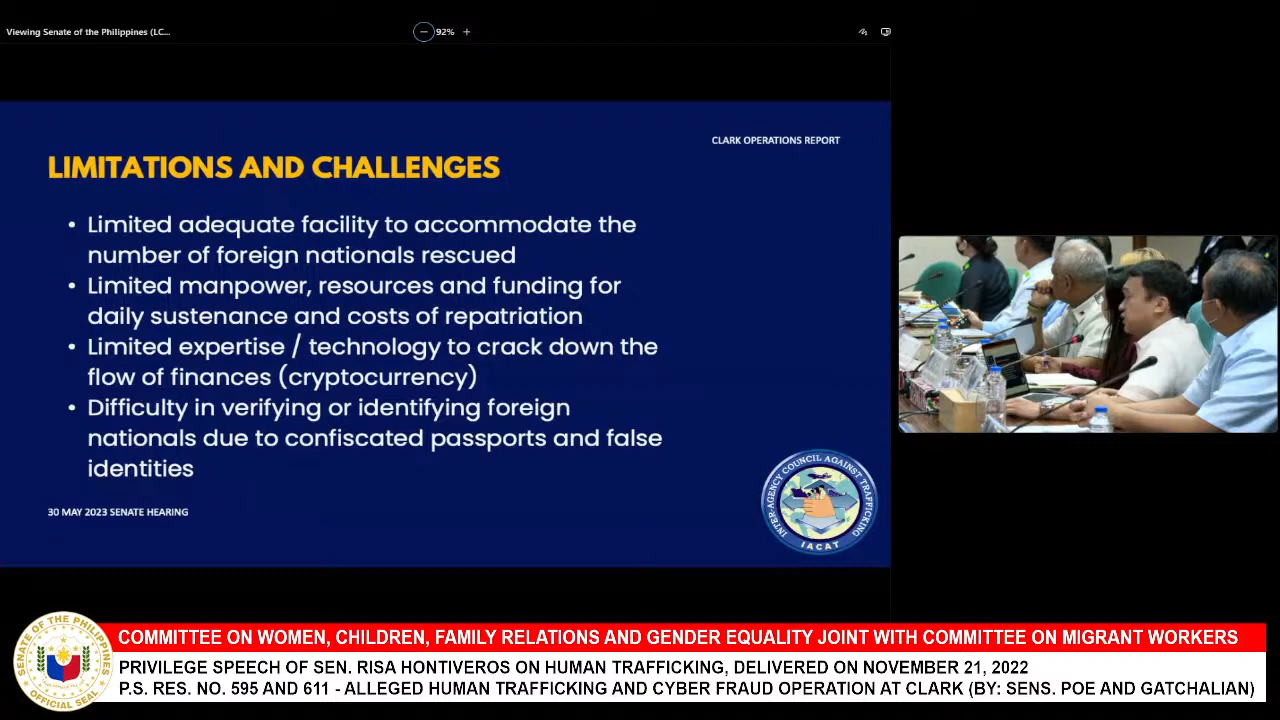 Viewing Senate of the Philippines (LC...
92%
CLARK OPERATIONS REPORT
LIMITATIONS AND CHALLENGES
• Limited adequate facility to accommodate the
number of foreign nationals rescued
• Limited manpower, resources and funding for
daily sustenance and costs of repatriation
• Limited expertise / technology to crack down the
flow of finances (cryptocurrency)
• Difficulty in verifying or identifying foreign
nationals due to confiscated passports and false
identities
30 MAY 2023 SENATE HEARING
INTER-AGENCY COUNCIL AGAINST TRAFFICKING
IACAT
SENATE OF THE PHILIPPINES
OFFICIAL SEAL
COMMITTEE ON WOMEN, CHILDREN, FAMILY RELATIONS AND GENDER EQUALITY JOINT WITH COMMITTEE ON MIGRANT WORKERS
PRIVILEGE SPEECH OF SEN. RISA HONTIVEROS ON HUMAN TRAFFICKING, DELIVERED ON NOVEMBER 21, 2022
P.S. RES. NO. 595 AND 611 - ALLEGED HUMAN TRAFFICKING AND CYBER FRAUD OPERATION AT CLARK (BY: SENS. POE AND GATCHALIAN)